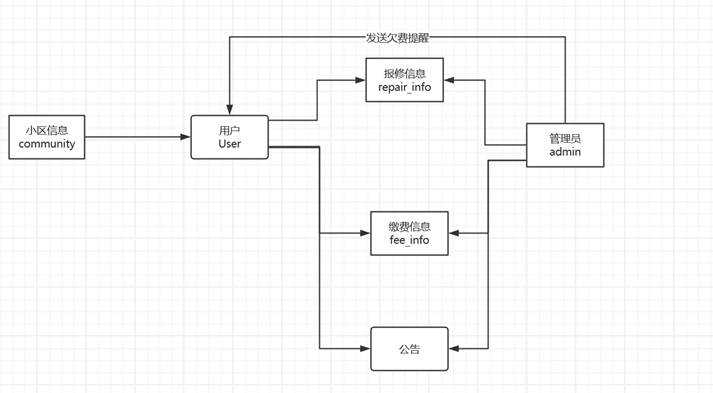 发送欠费提醒
报修信息
repair_info
小区信息
community
用户
User
管理员
admin
缴费信息
fee_info
公告